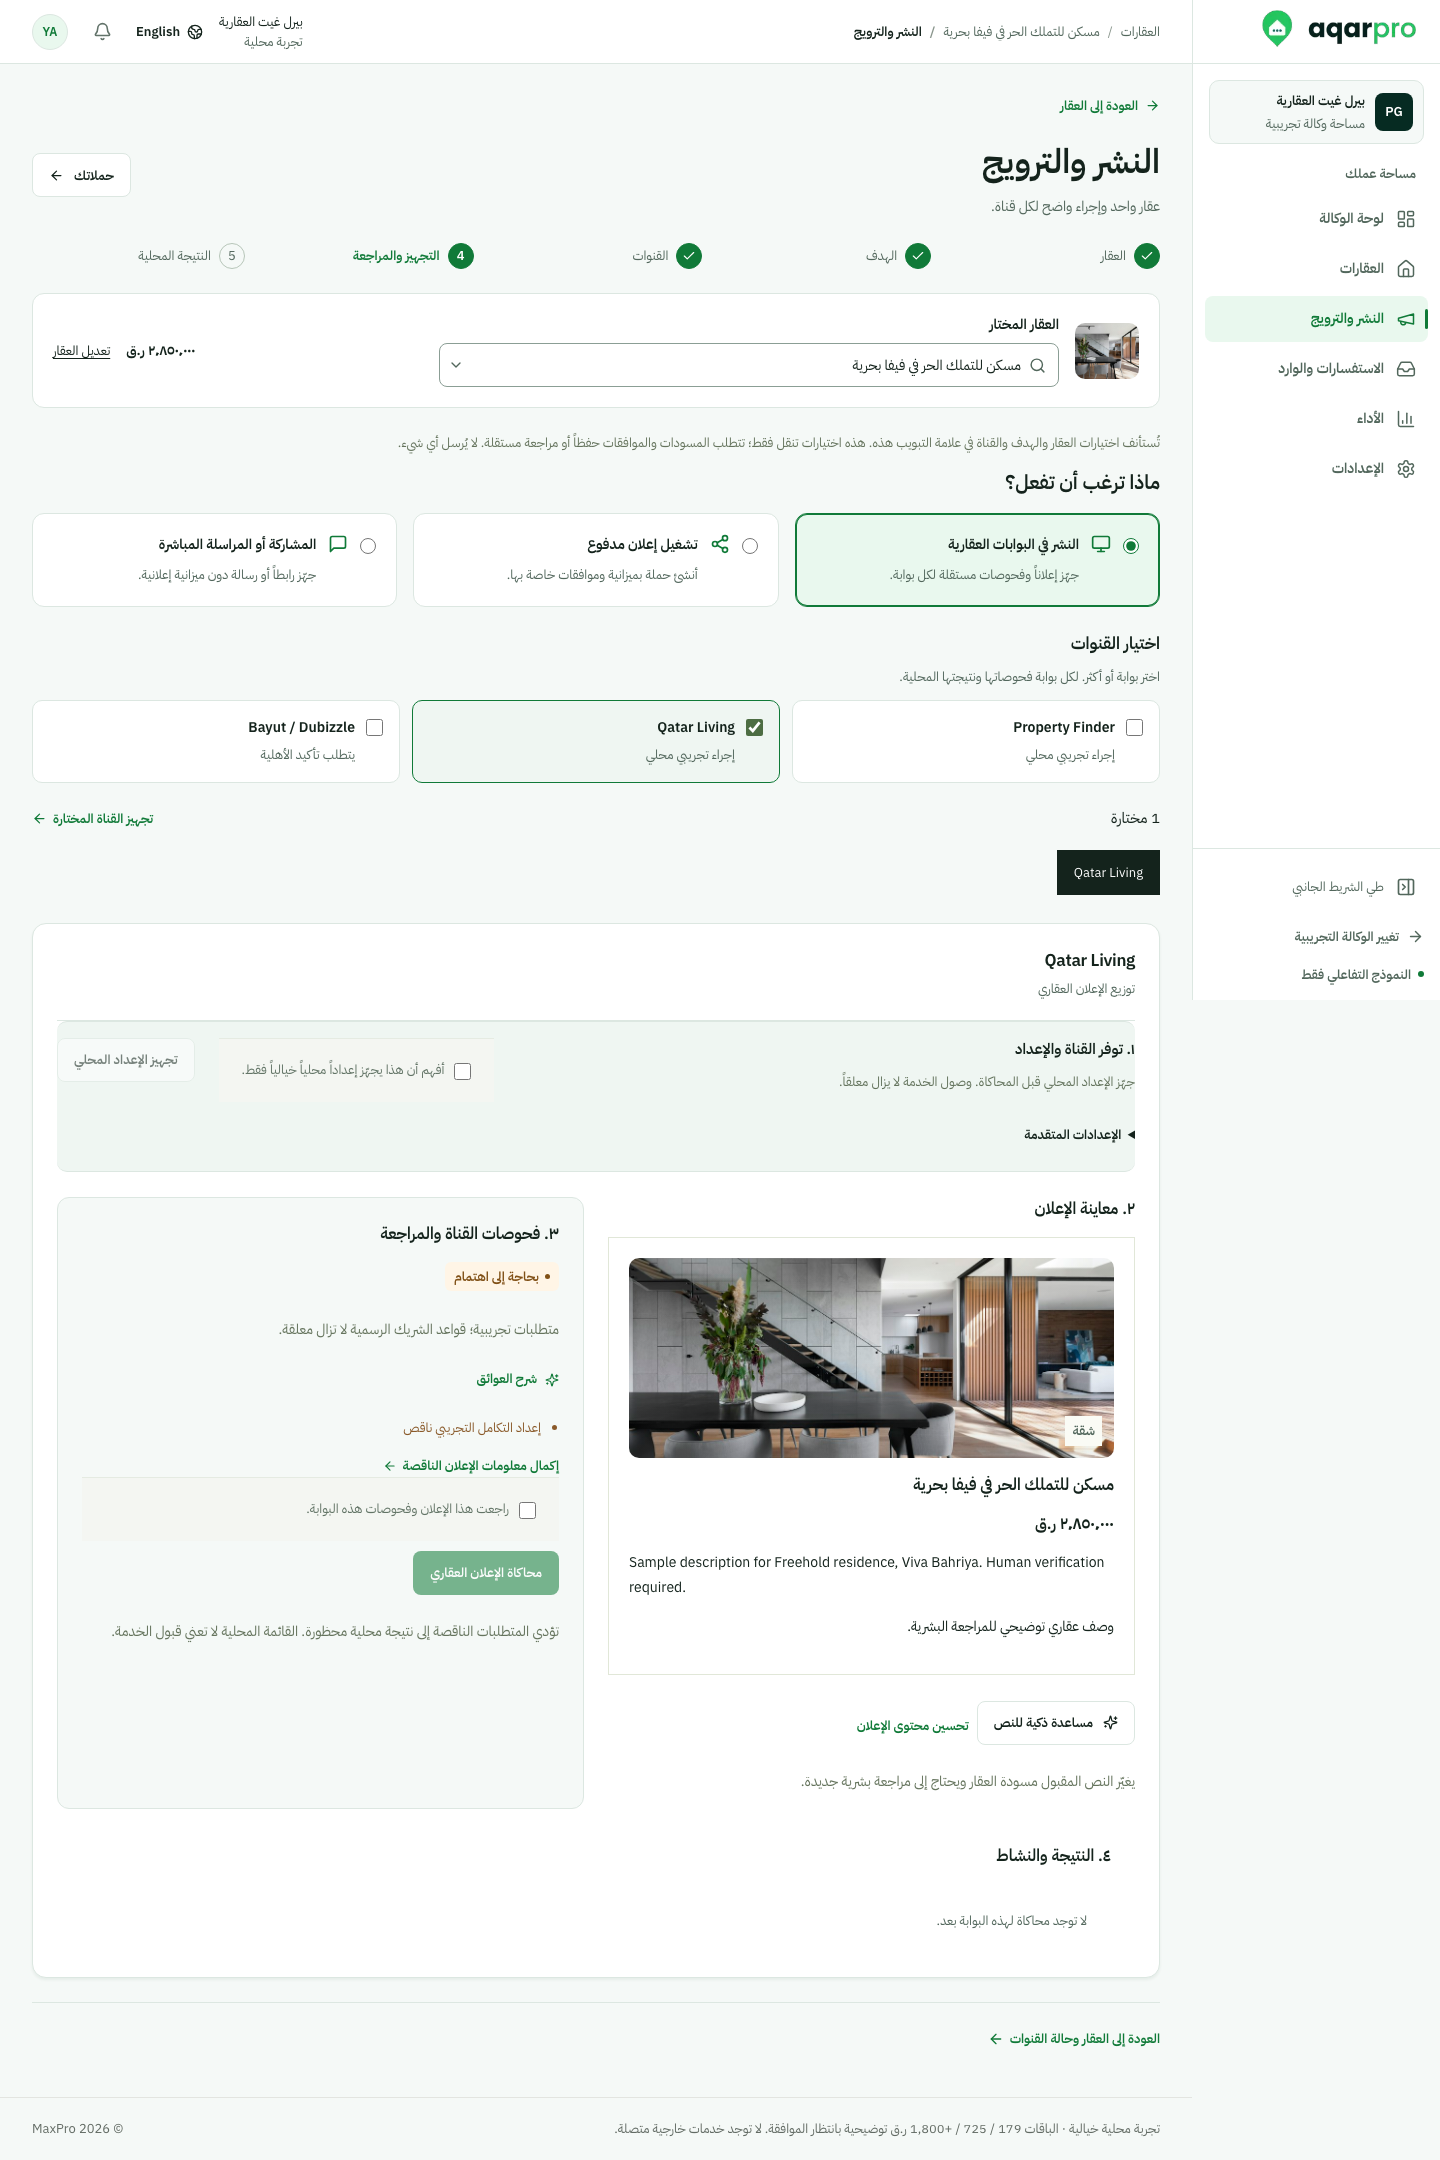 aqarpro
PG
بيرل غيت العقارية
مساحة وكالة تجريبية
مساحة عملك
لوحة الوكالة
العقارات
النشر والترويج
الاستفسارات والوارد
الأداء
الإعدادات
طي الشريط الجانبي
تغيير الوكالة التجريبية
النموذج التفاعلي فقط
العقارات / مسكن للتملك الحر في فيفا بحرية / النشر والترويج
بيرل غيت العقارية
تجربة محلية
English
YA
العودة إلى العقار
النشر والترويج
عقار واحد وإجراء واضح لكل قناة.
حملاتك
العقار
الهدف
القنوات
4 التجهيز والمراجعة
5 النتيجة المحلية
العقار المختار
مسكن للتملك الحر في فيفا بحرية
٢٬٨٥٠٬٠٠٠ ر.ق
تعديل العقار
تُستأنف اختيارات العقار والهدف والقناة في علامة التبويب هذه. هذه اختيارات تنقل فقط؛ تتطلب المسودات والموافقات حفظاً أو مراجعة مستقلة. لا يُرسل أي شيء.
ماذا ترغب أن تفعل؟
النشر في البوابات العقارية
جهّز إعلاناً وفحوصات مستقلة لكل بوابة.
تشغيل إعلان مدفوع
أنشئ حملة بميزانية وموافقات خاصة بها.
المشاركة أو المراسلة المباشرة
جهّز رابطاً أو رسالة دون ميزانية إعلانية.
اختيار القنوات
اختر بوابة أو أكثر. لكل بوابة فحوصاتها ونتيجتها المحلية.
Property Finder
إجراء تجريبي محلي
Qatar Living
إجراء تجريبي محلي
Bayut / Dubizzle
يتطلب تأكيد الأهلية
1 مختارة
تجهيز القناة المختارة
Qatar Living
Qatar Living
توزيع الإعلان العقاري
١. توفر القناة والإعداد
جهّز الإعداد المحلي قبل المحاكاة. وصول الخدمة لا يزال معلقاً.
أفهم أن هذا يجهّز إعداداً محلياً خيالياً فقط.
تجهيز الإعداد المحلي
الإعدادات المتقدمة
٢. معاينة الإعلان
شقة
مسكن للتملك الحر في فيفا بحرية
٢٬٨٥٠٬٠٠٠ ر.ق
Sample description for Freehold residence, Viva Bahriya. Human verification
required.
وصف عقاري توضيحي للمراجعة البشرية.
مساعدة ذكية للنص
تحسين محتوى الإعلان
يغيّر النص المقبول مسودة العقار ويحتاج إلى مراجعة بشرية جديدة.
٣. فحوصات القناة والمراجعة
بحاجة إلى اهتمام
متطلبات تجريبية؛ قواعد الشريك الرسمية لا تزال معلقة.
شرح العوائق
إعداد التكامل التجريبي ناقص
إكمال معلومات الإعلان الناقصة
راجعت هذا الإعلان وفحوصات هذه البوابة.
محاكاة الإعلان العقاري
تؤدي المتطلبات الناقصة إلى نتيجة محلية محظورة. القائمة المحلية لا تعني قبول الخدمة.
٤. النتيجة والنشاط
لا توجد محاكاة لهذه البوابة بعد.
العودة إلى العقار وحالة القنوات
تجربة محلية خيالية · الباقات 179 / 725 / +1,800 ر.ق توضيحية بانتظار الموافقة. لا توجد خدمات خارجية متصلة.
© 2026 MaxPro